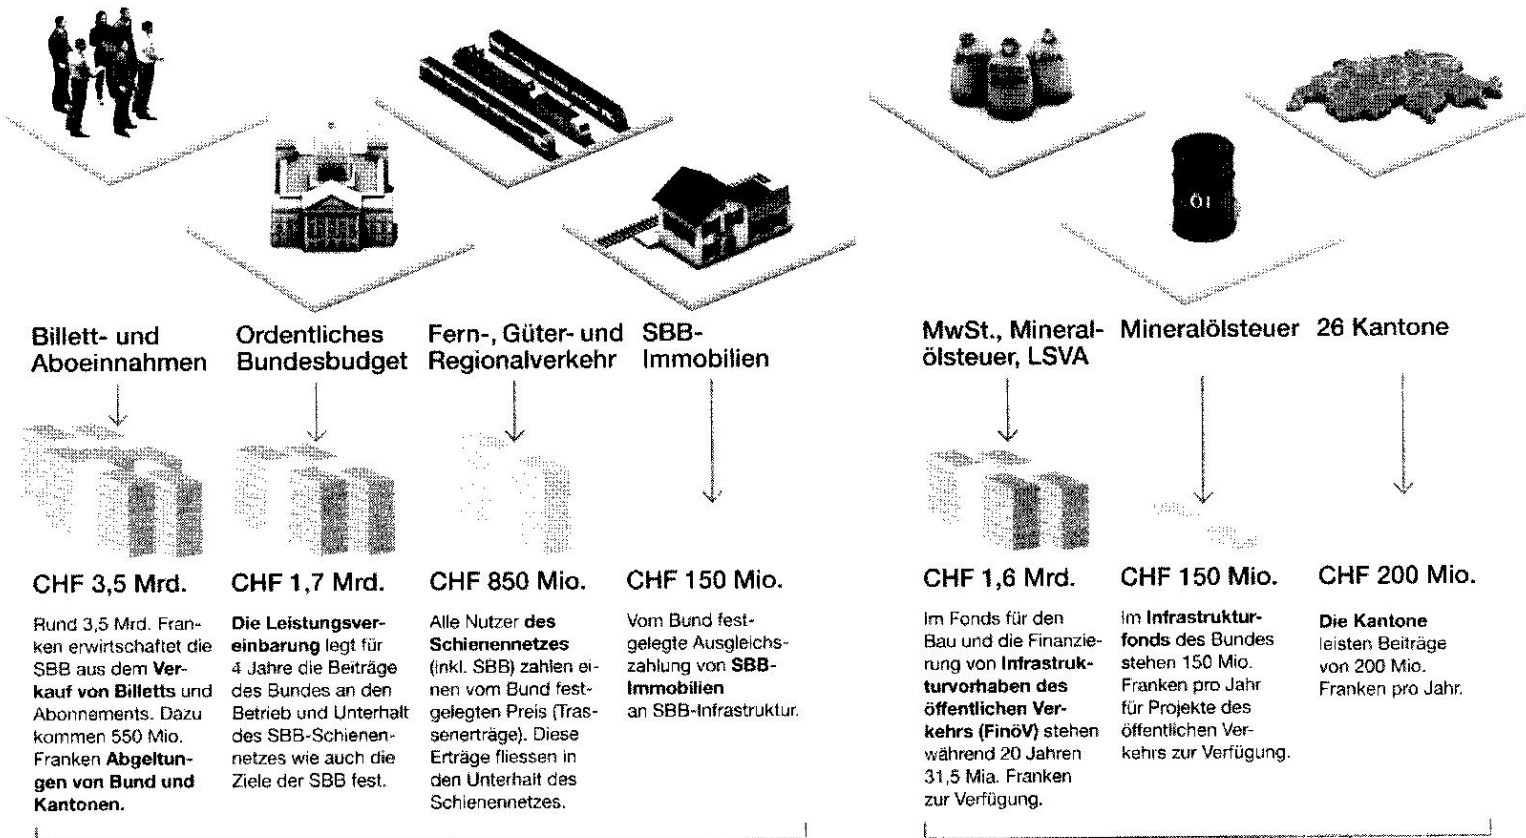 Öl
Billett- und
Aboeinnahmen
Ordentliches
Bundesbudget
Fern-, Güter- und
Regionalverkehr
SBB-
Immobilien
MwSt., Mineral-
ölsteuer, LSVA
Mineralölsteuer
26 Kantone
CHF 3,5 Mrd.
Rund 3,5 Mrd. Fran-
ken erwirtschaftet die
SBB aus dem Ver-
kauf von Billetts und
Abonnements. Dazu
kommen 550 Mio.
Franken Abgeltun-
gen von Bund und
Kantonen.
CHF 1,7 Mrd.
Die Leistungsver-
einbarung legt für
4 Jahre die Beiträge
des Bundes an den
Betrieb und Unterhalt
des SBB-Schienen-
netzes wie auch die
Ziele der SBB fest.
CHF 850 Mio.
Alle Nutzer des
Schienennetzes
(inkl. SBB) zahlen ei-
nen vom Bund fest-
gelegten Preis (Tras-
senerträge). Diese
Erträge fliessen in
den Unterhalt des
Schienennetzes.
CHF 150 Mio.
Vom Bund fest-
gelegte Ausgleichs-
zahlung von SBB-
Immobilien
an SBB-Infrastruktur.
CHF 1,6 Mrd.
Im Fonds für den
Bau und die Finanzie-
rung von Infrastruk-
turvorhaben des
öffentlichen Ver-
kehrs (FinöV) stehen
während 20 Jahren
31,5 Mia. Franken
zur Verfügung.
CHF 150 Mio.
Im Infrastruktur-
fonds des Bundes
stehen 150 Mio.
Franken pro Jahr
für Projekte des
öffentlichen Ver-
kehrs zur Verfügung.
CHF 200 Mio.
Die Kantone
leisten Beiträge
von 200 Mio.
Franken pro Jahr.